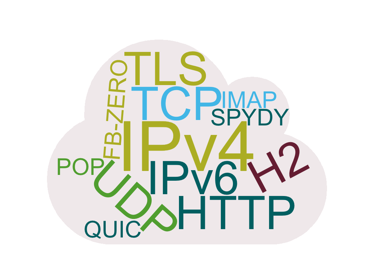 TLS
FB-ZERO
TCP
IMAP
SPYDY
IPv4
POP
IPv6
H2
UDP
HTTP
QUIC